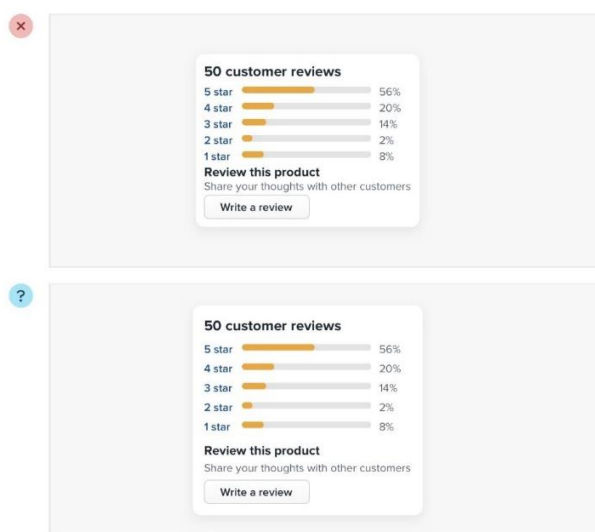 50 customer reviews
5 star 56%
4 star 20%
3 star 14%
2 star 2%
1 star 8%
Review this product
Share your thoughts with other customers
Write a review
?
50 customer reviews
5 star 56%
4 star 20%
3 star 14%
2 star 2%
1 star 8%
Review this product
Share your thoughts with other customers
Write a review